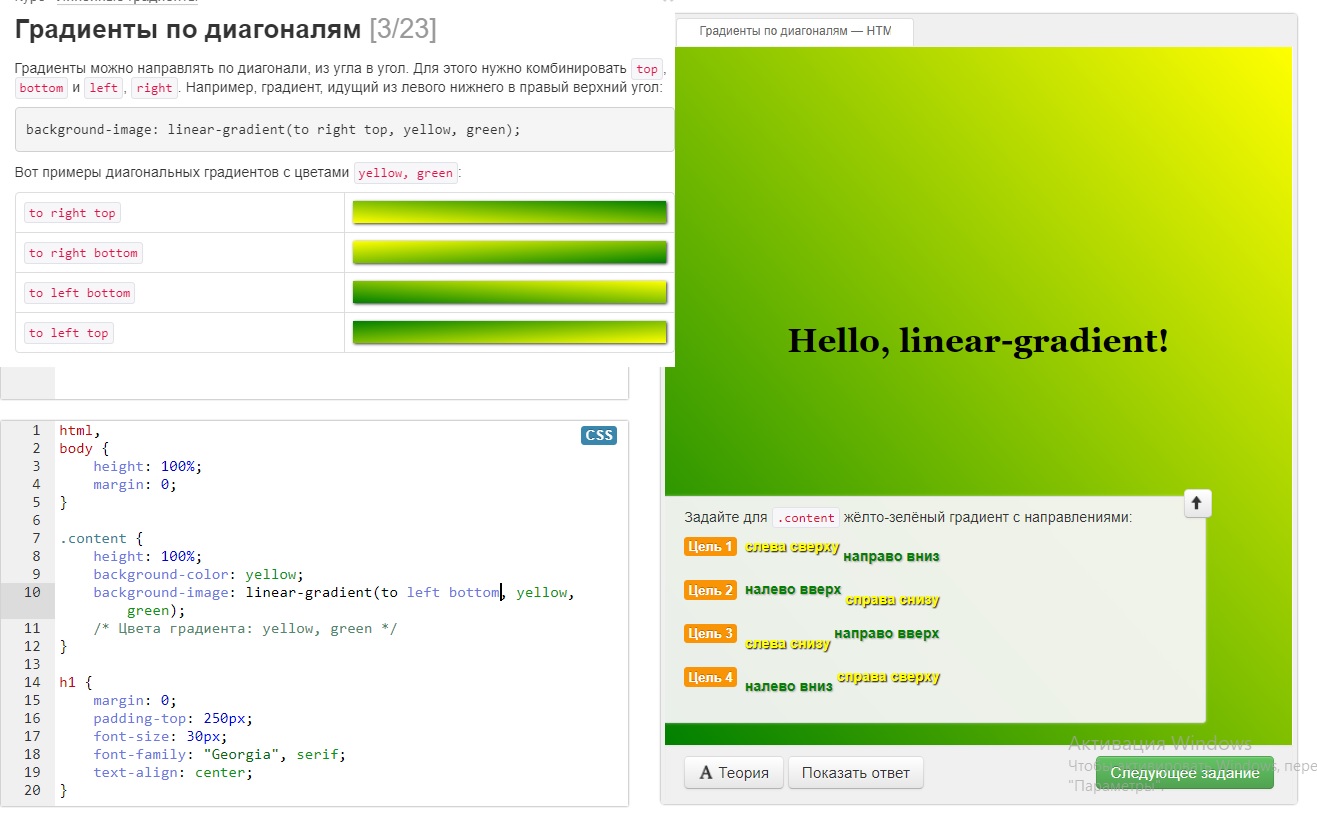 Градиенты по диагоналям [3/23]
Градиенты можно направлять по диагонали, из угла в угол. Для этого нужно комбинировать top,
bottom и left, right. Например, градиент, идущий из левого нижнего в правый верхний угол:
background-image: linear-gradient(to right top, yellow, green);
Вот примеры диагональных градиентов с цветами yellow, green:
to right top
to right bottom
to left bottom
to left top
CSS
1 html,
2 body {
3 height: 100%;
4 margin: 0;
5 }
6
7 .content {
8 height: 100%;
9 background-color: yellow;
10 background-image: linear-gradient(to left bottom, yellow,
green);
11 /* Цвета градиента: yellow, green */
12 }
13
14 h1 {
15 margin: 0;
16 padding-top: 250px;
17 font-size: 30px;
18 font-family: "Georgia", serif;
19 text-align: center;
20 }
Градиенты по диагоналям — HTM
Hello, linear-gradient!
Задайте для .content жёлто-зелёный градиент с направлениями:
Цель 1 слева сверху направо вниз
Цель 2 налево вверх справа снизу
Цель 3 слева снизу направо вверх
Цель 4 налево вниз справа сверху
Активация Windows
Чтобы активировать Windows, пере
"Параметры".
А Теория
Показать ответ
Следующее задание